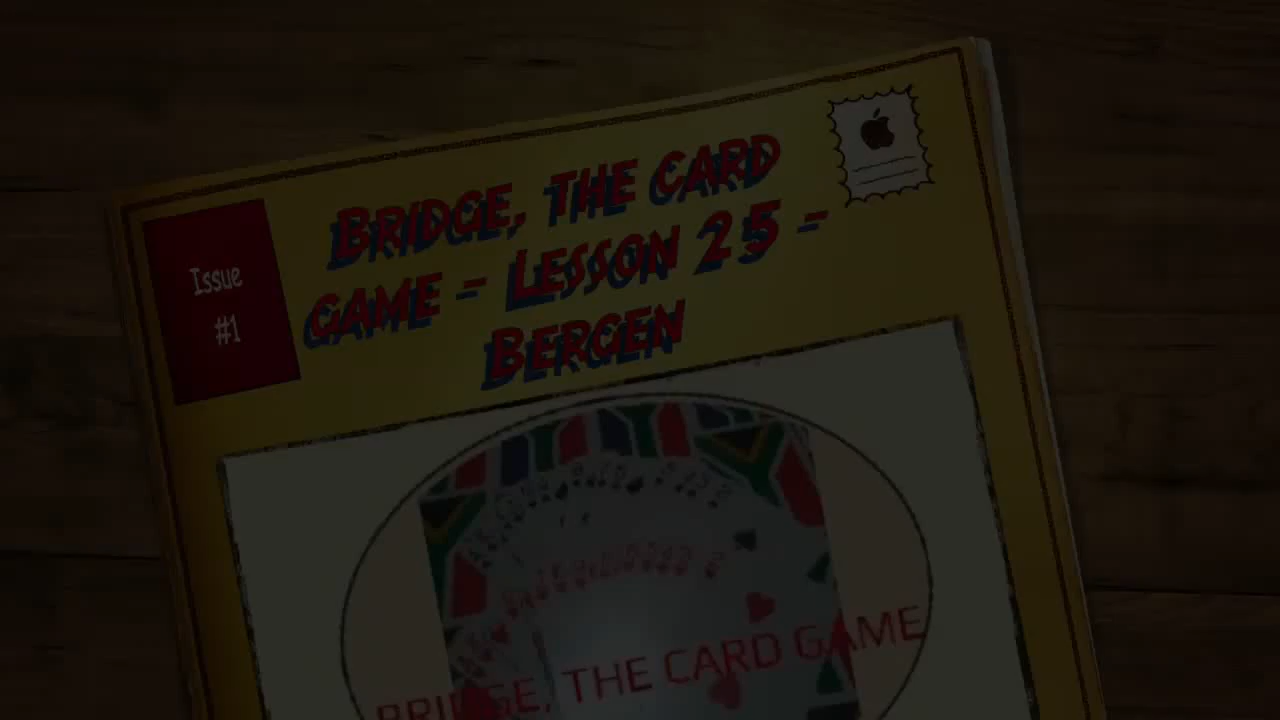 Issue
#1
Bridge, the card
game - Lesson 25 -
Bergen
BRIDGE, THE CARD GAME